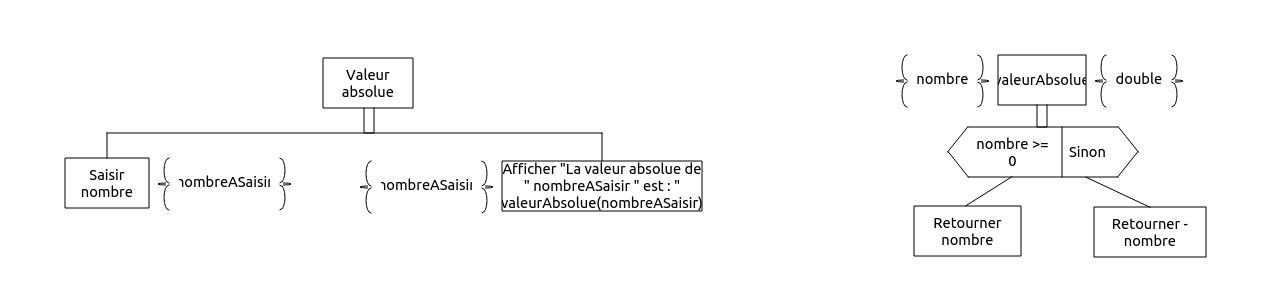 Valeur
absolue
Saisir
nombre
nombreASaisir
nombreASaisir
Afficher "La valeur absolue de
" nombreASaisir " est : "
valeurAbsolue(nombreASaisir)
nombre
valeurAbsolue
double
nombre >=
0
Sinon
Retourner
nombre
Retourner -
nombre